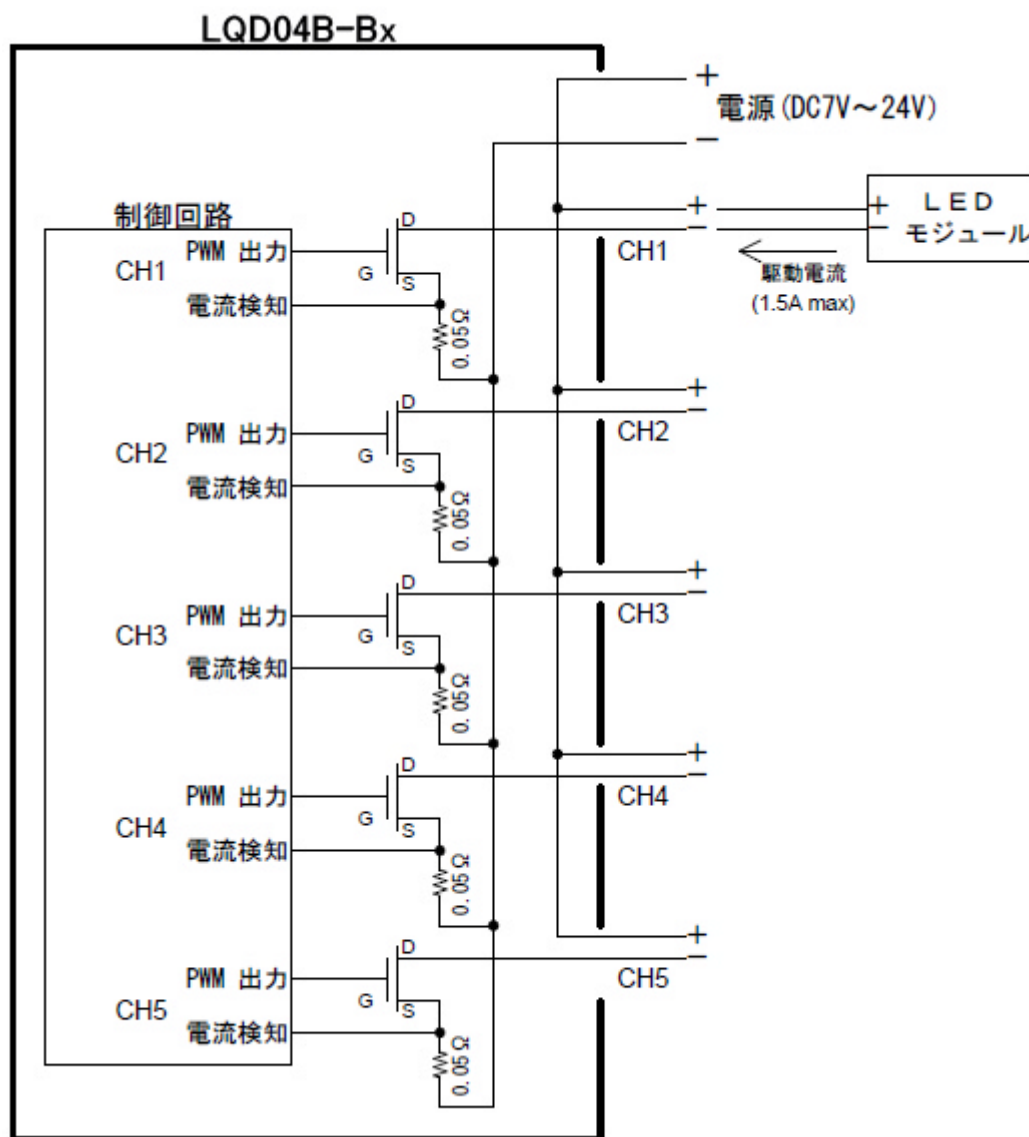 LQD04B-Bx
+
電源(DC7V～24V)
−
制御回路
CH1
PWM 出力
電流検知
G
D
S
0.05Ω
+
−
CH1
+
−
LED
モジュール
駆動電流
(1.5A max)
CH2
PWM 出力
電流検知
G
D
S
0.05Ω
+
−
CH2
CH3
PWM 出力
電流検知
G
D
S
0.05Ω
+
−
CH3
CH4
PWM 出力
電流検知
G
D
S
0.05Ω
+
−
CH4
CH5
PWM 出力
電流検知
G
D
S
0.05Ω
+
−
CH5